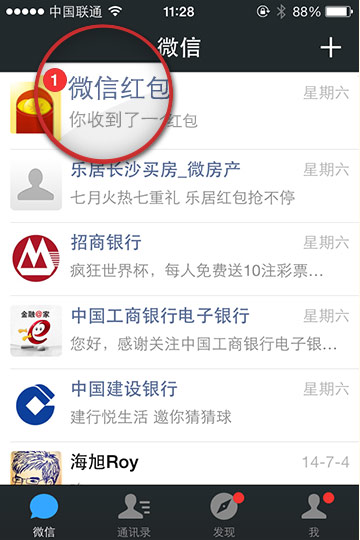 中国联通 11:28 88%
微信 +
1
微信红包 星期六
你收到了一个红包
乐居长沙买房_微房产 星期六
七月火热七重礼 乐居红包抢不停
招商银行 星期六
疯狂世界杯，每人免费送10注彩票…
金融@家
中国工商银行电子银行 星期六
您好，感谢关注中国工商银行电子银…
中国建设银行 星期六
建行悦生活 邀你猜猜球
海旭Roy 14-7-4
微信 通讯录 发现 我